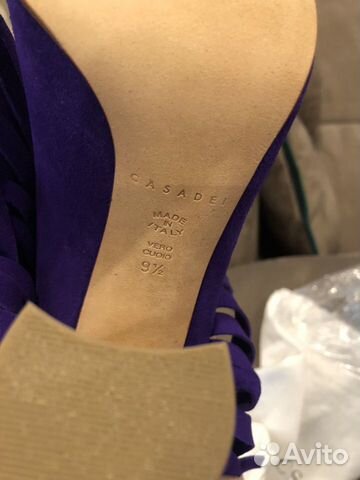 CASADEI
MADE
IN
ITALY
VERO
CUOIO
9½
Avito